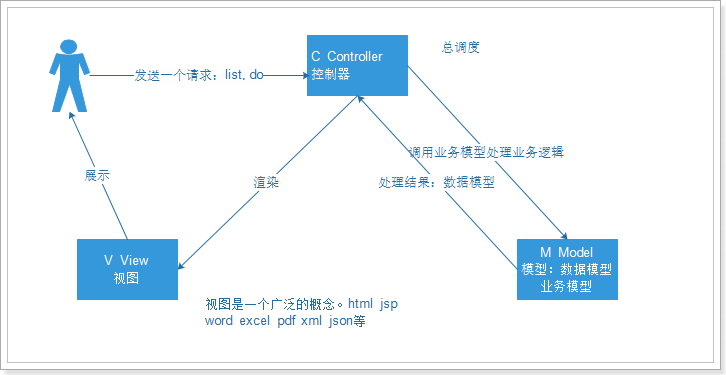 总调度
C Controller
控制器
发送一个请求：list,do
调用业务模型处理业务逻辑
处理结果：数据模型
渲染
展示
V View
视图
M Model
模型：数据模型
业务模型
视图是一个广泛的概念。html jsp
word excel pdf xml json等